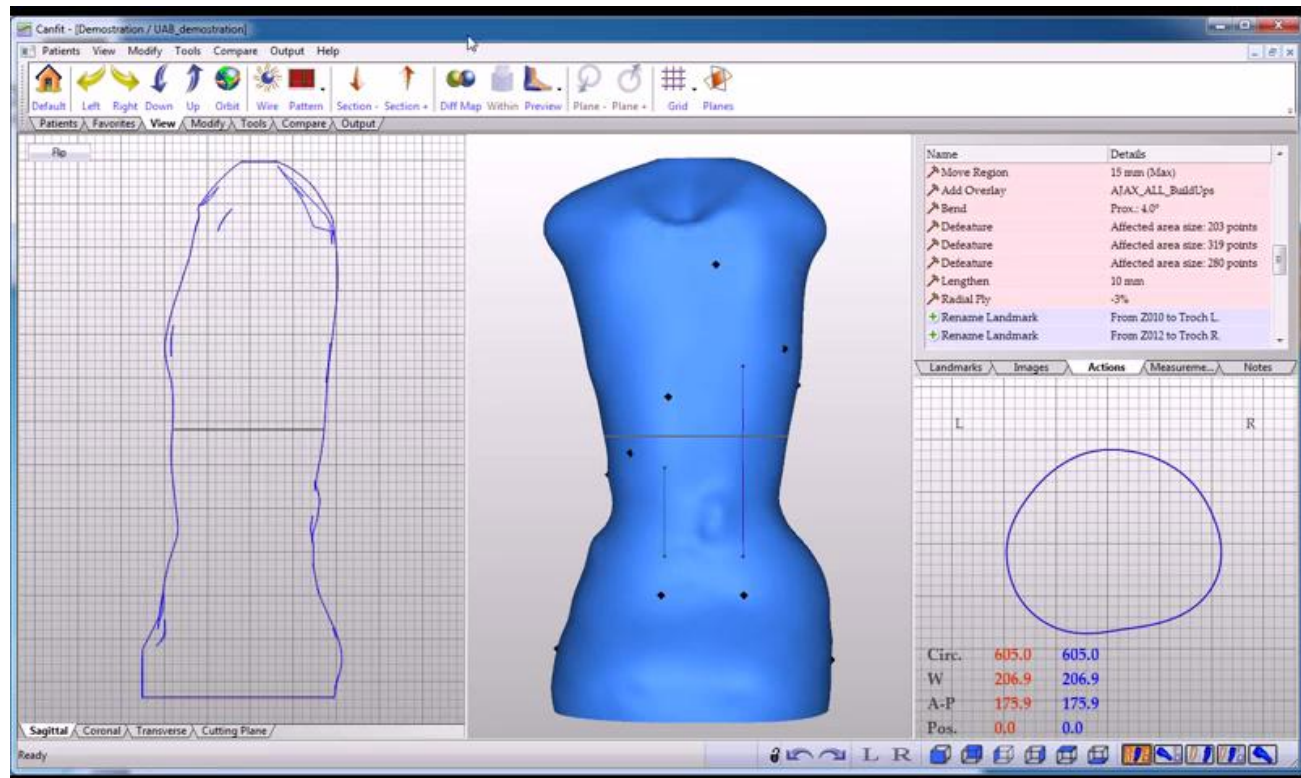 Canfit - [Demostration / UAB_demostration]
Patients View Modify Tools Compare Output Help
Default Left Right Down Up Orbit Wire Pattern Section - Section + Diff Map Within Preview Plane - Plane + Grid Planes
Patients Favorites View Modify Tools Compare Output
Name Details
Move Region 15 mm (Max)
Add Overlay AJAX_ALL_BuildUps
Bend Prox.: 4.0°
Defeature Affected area size: 203 points
Defeature Affected area size: 319 points
Defeature Affected area size: 280 points
Lengthen 10 mm
Radial Ply -3%
Rename Landmark From Z010 to Troch L.
Rename Landmark From Z012 to Troch R.
Landmarks Images Actions Measureme... Notes
L R
Circ. 605.0 605.0
W 206.9 206.9
A-P 175.9 175.9
Pos. 0.0 0.0
Sagittal Coronal Transverse Cutting Plane
Ready L R